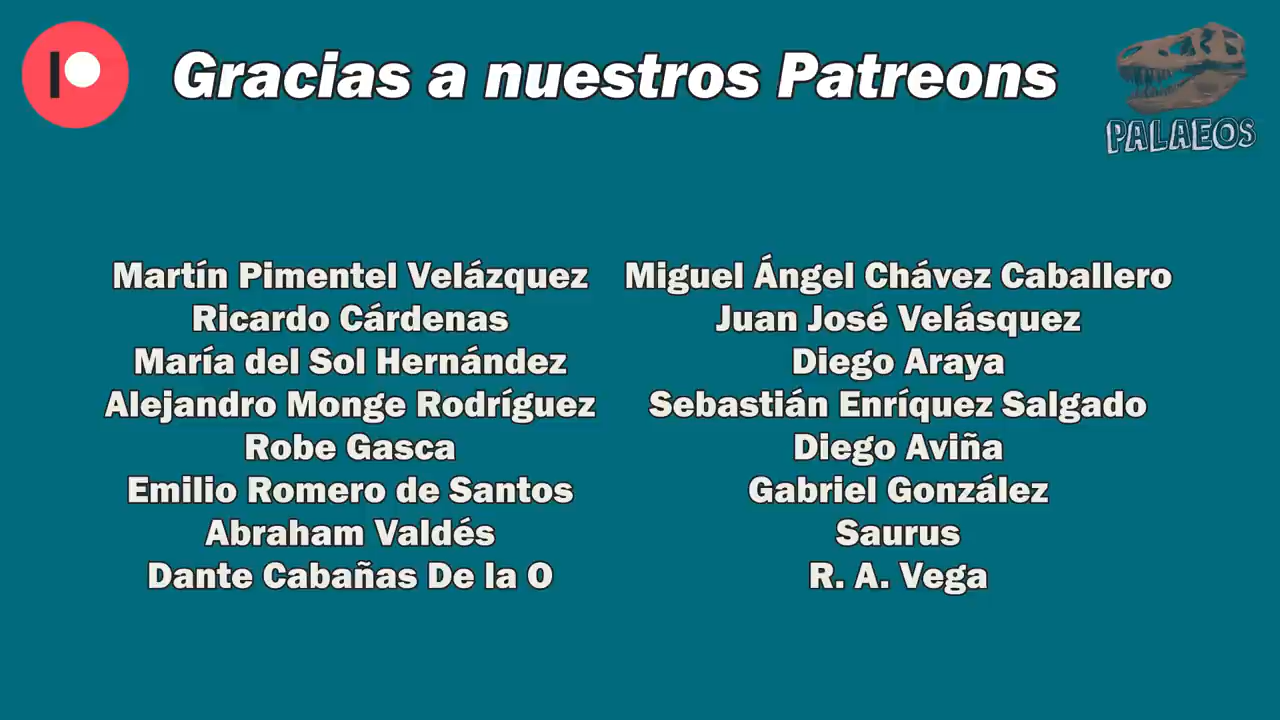 Gracias a nuestros Patreons
PALAEOS
Martín Pimentel Velázquez
Ricardo Cárdenas
María del Sol Hernández
Alejandro Monge Rodríguez
Robe Gasca
Emilio Romero de Santos
Abraham Valdés
Dante Cabañas De la O
Miguel Ángel Chávez Caballero
Juan José Velásquez
Diego Araya
Sebastián Enríquez Salgado
Diego Aviña
Gabriel González
Saurus
R. A. Vega